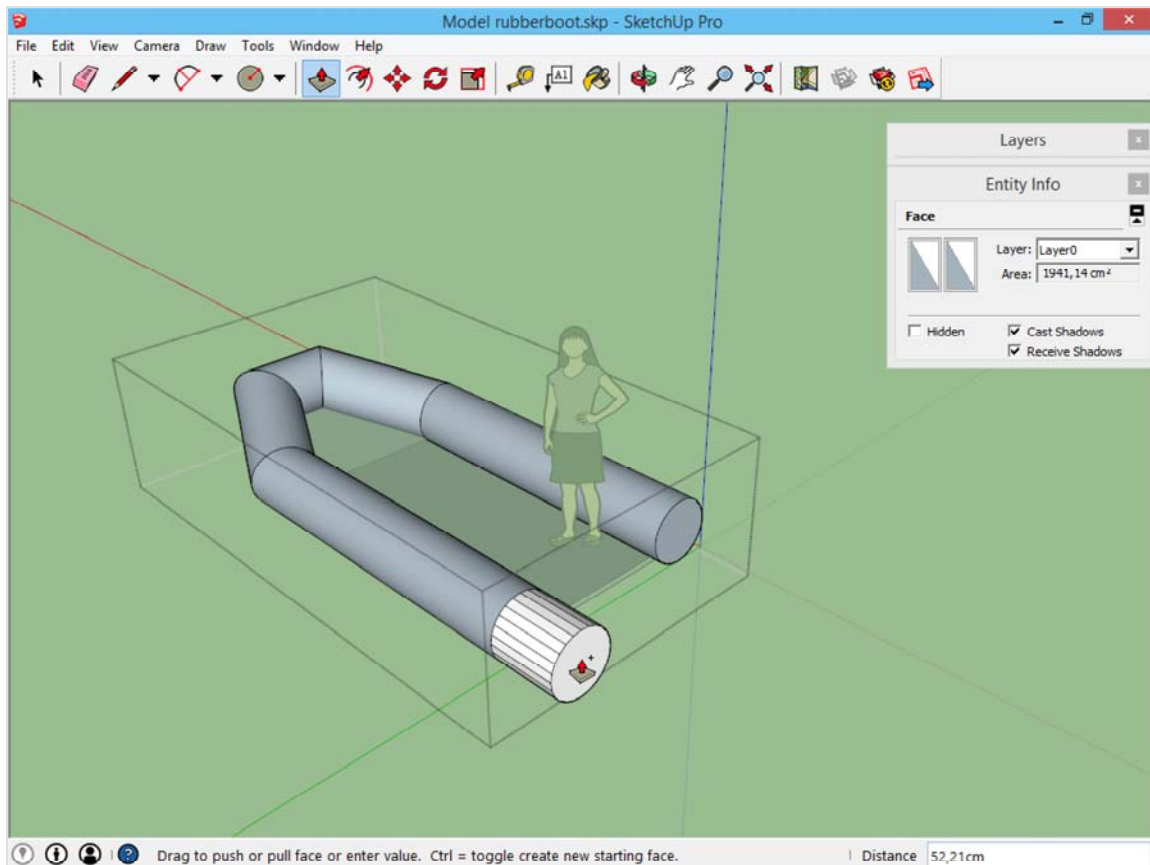 Model rubberboot.skp - SketchUp Pro
File Edit View Camera Draw Tools Window Help
A1
Layers
Entity Info
Face
Layer: Layer0
Area: 1941,14 cm²
Hidden
Cast Shadows
Receive Shadows
Drag to push or pull face or enter value. Ctrl = toggle create new starting face.
Distance 52,21cm